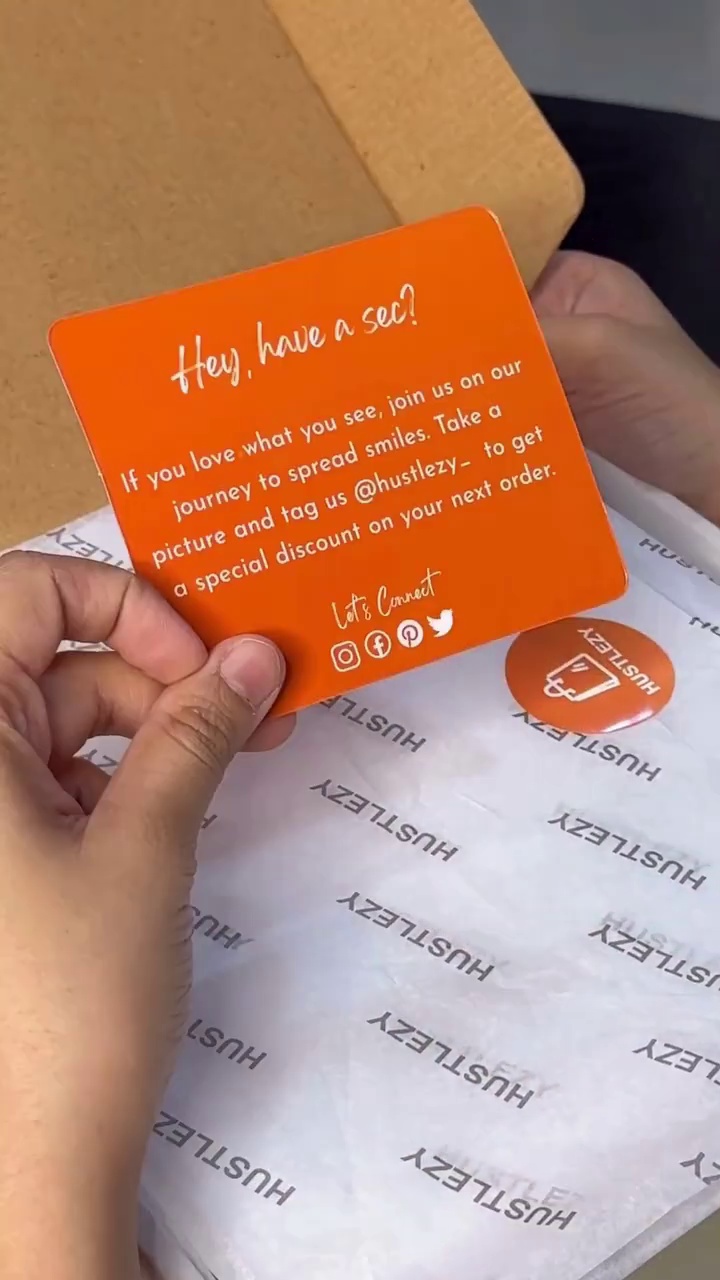 Hey, have a sec?
If you love what you see, join us on our
journey to spread smiles. Take a
picture and tag us @hustlezy_ to get
a special discount on your next order.
Let's Connect
HUSTLEZY
HUSTLEZY
HUSTLEZY
HUSTLEZY
HUSTLEZY
HUSTLEZY
HUSTLEZY
HUSTLEZY
HUSTLEZY
HUSTLEZY